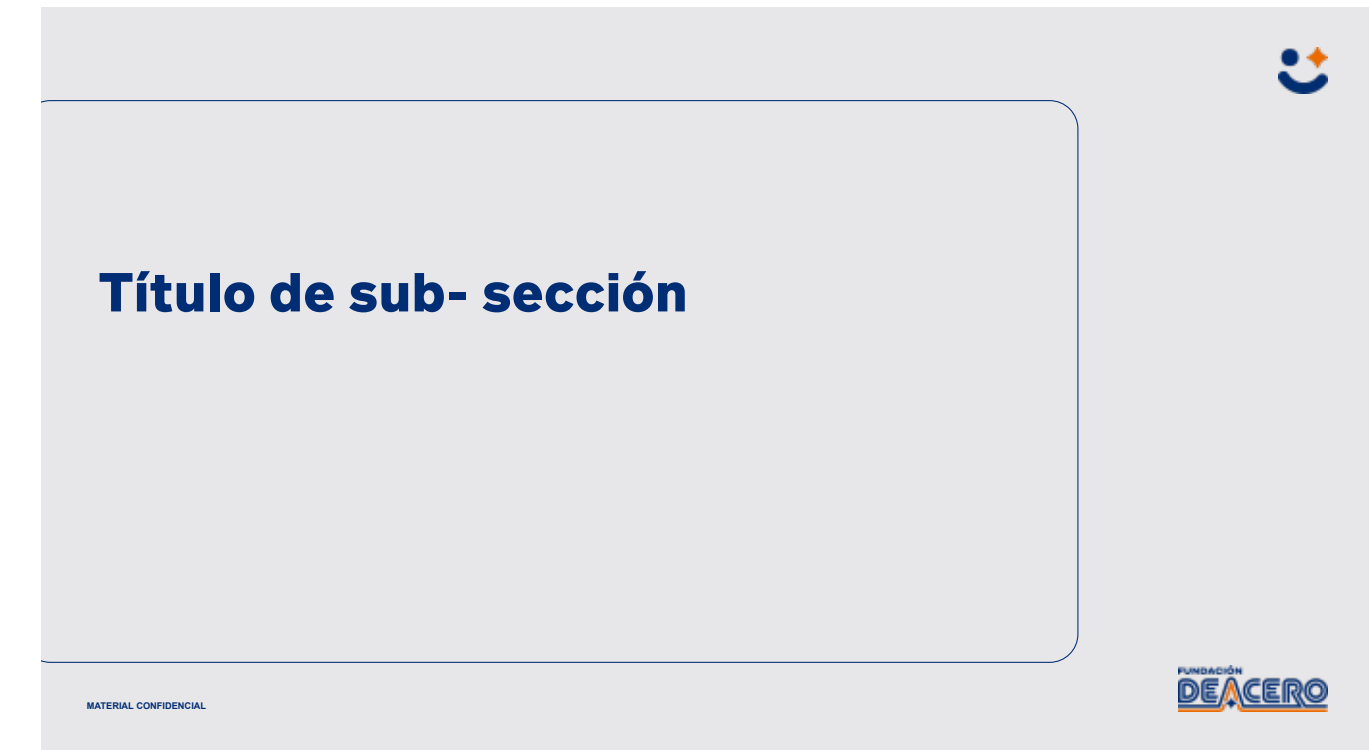 Título de sub- sección
MATERIAL CONFIDENCIAL
FUNDACIÓN
DEACERO